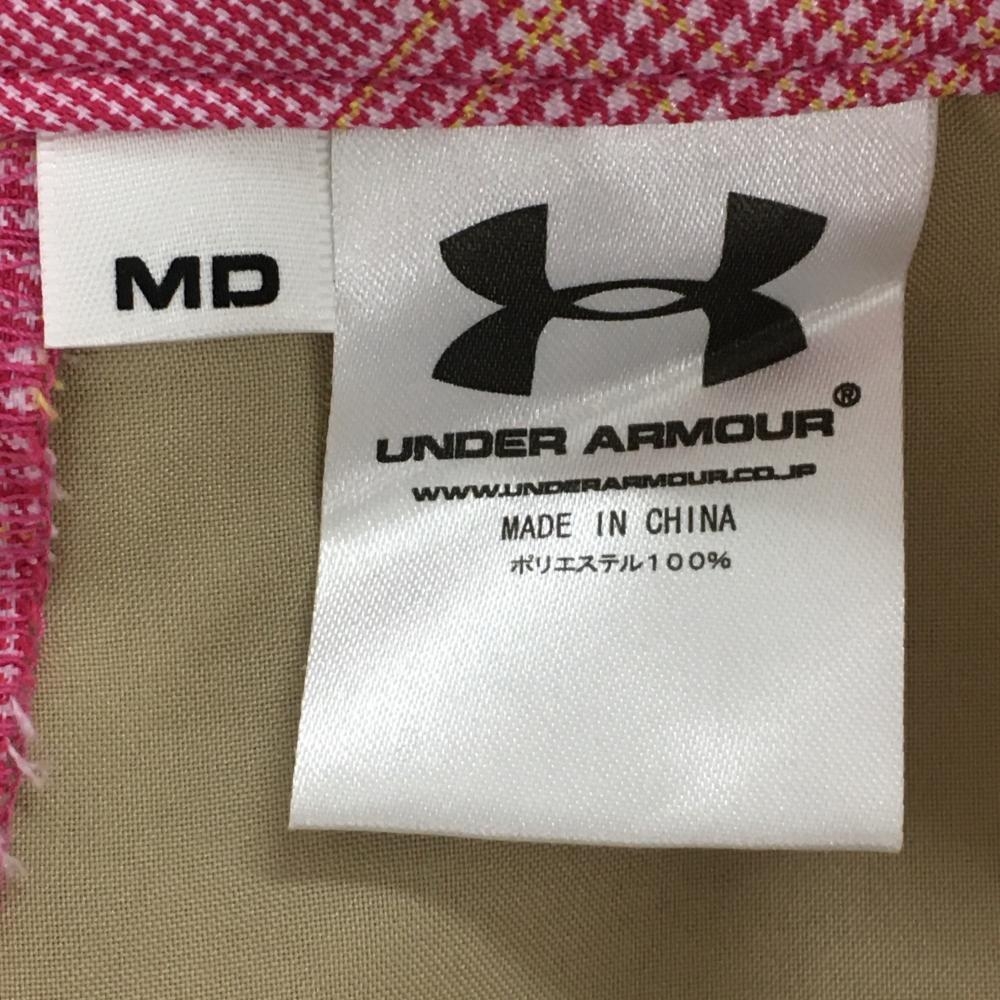 MD
UNDER ARMOUR®
WWW.UNDERARMOUR.CO.JP
MADE IN CHINA
ポリエステル100%